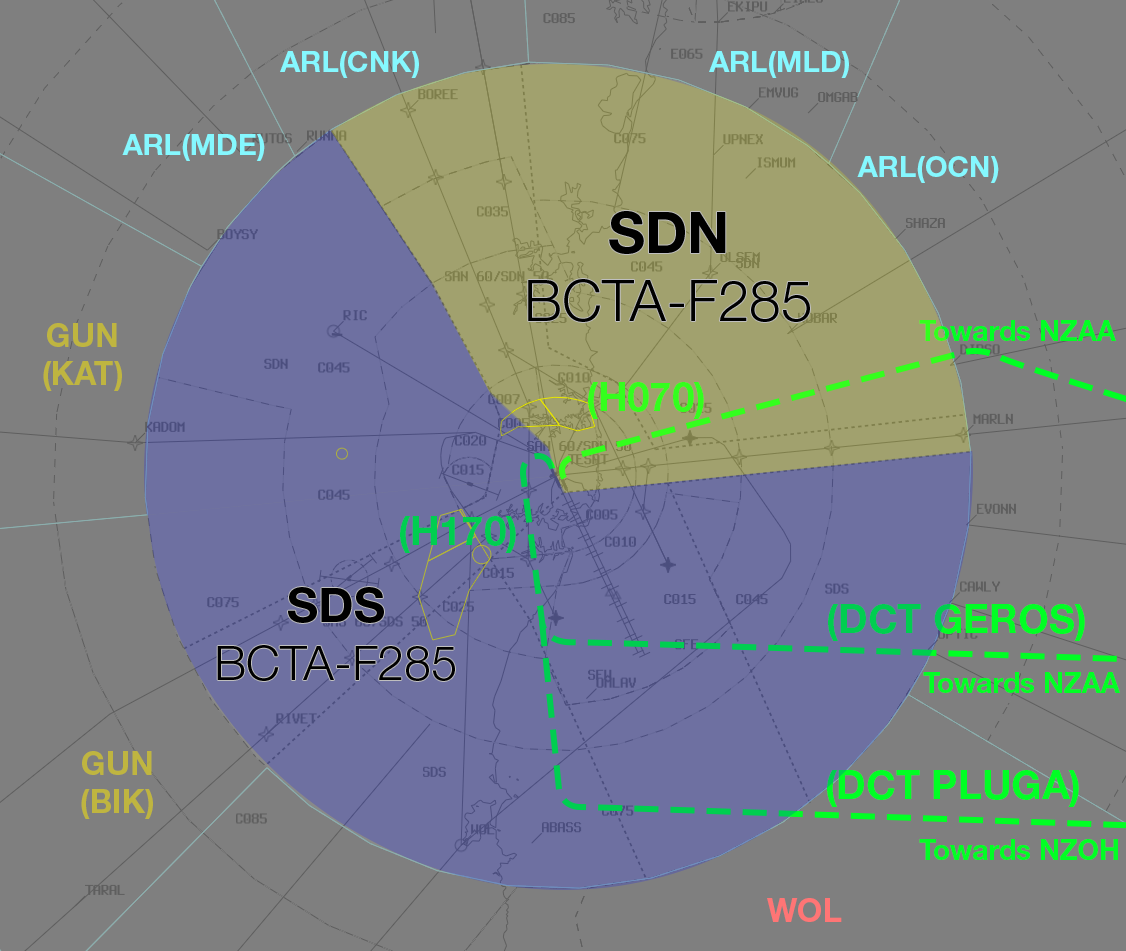 C085
EKIPU
ARL(CNK)
E065
ARL(MLD)
BOREE
EMVUG
OMGAB
ARL(MDE)
RUNNA
C075
UPNEX
ISMUM
ARL(OCN)
C035
SDN
BCTA-F285
SHAZA
BOYSY
C045
OLSEM
SDN
SAN 60/SDN 50
RIC
GUN
(KAT)
SDN
C045
Towards NZAA
C010
(H070)
C007
MARLN
KADOM
C020
TESAT
C015
C045
C005
EVONN
(H170)
C010
C015
C015
C045
SDS
CAWLY
C075
SDS
BCTA-F285
C025
(DCT GEROS)
Towards NZAA
RIVET
GUN
(BIK)
SDS
(DCT PLUGA)
C085
C075
WOL
ABASS
Towards NZOH
TARAL
WOL